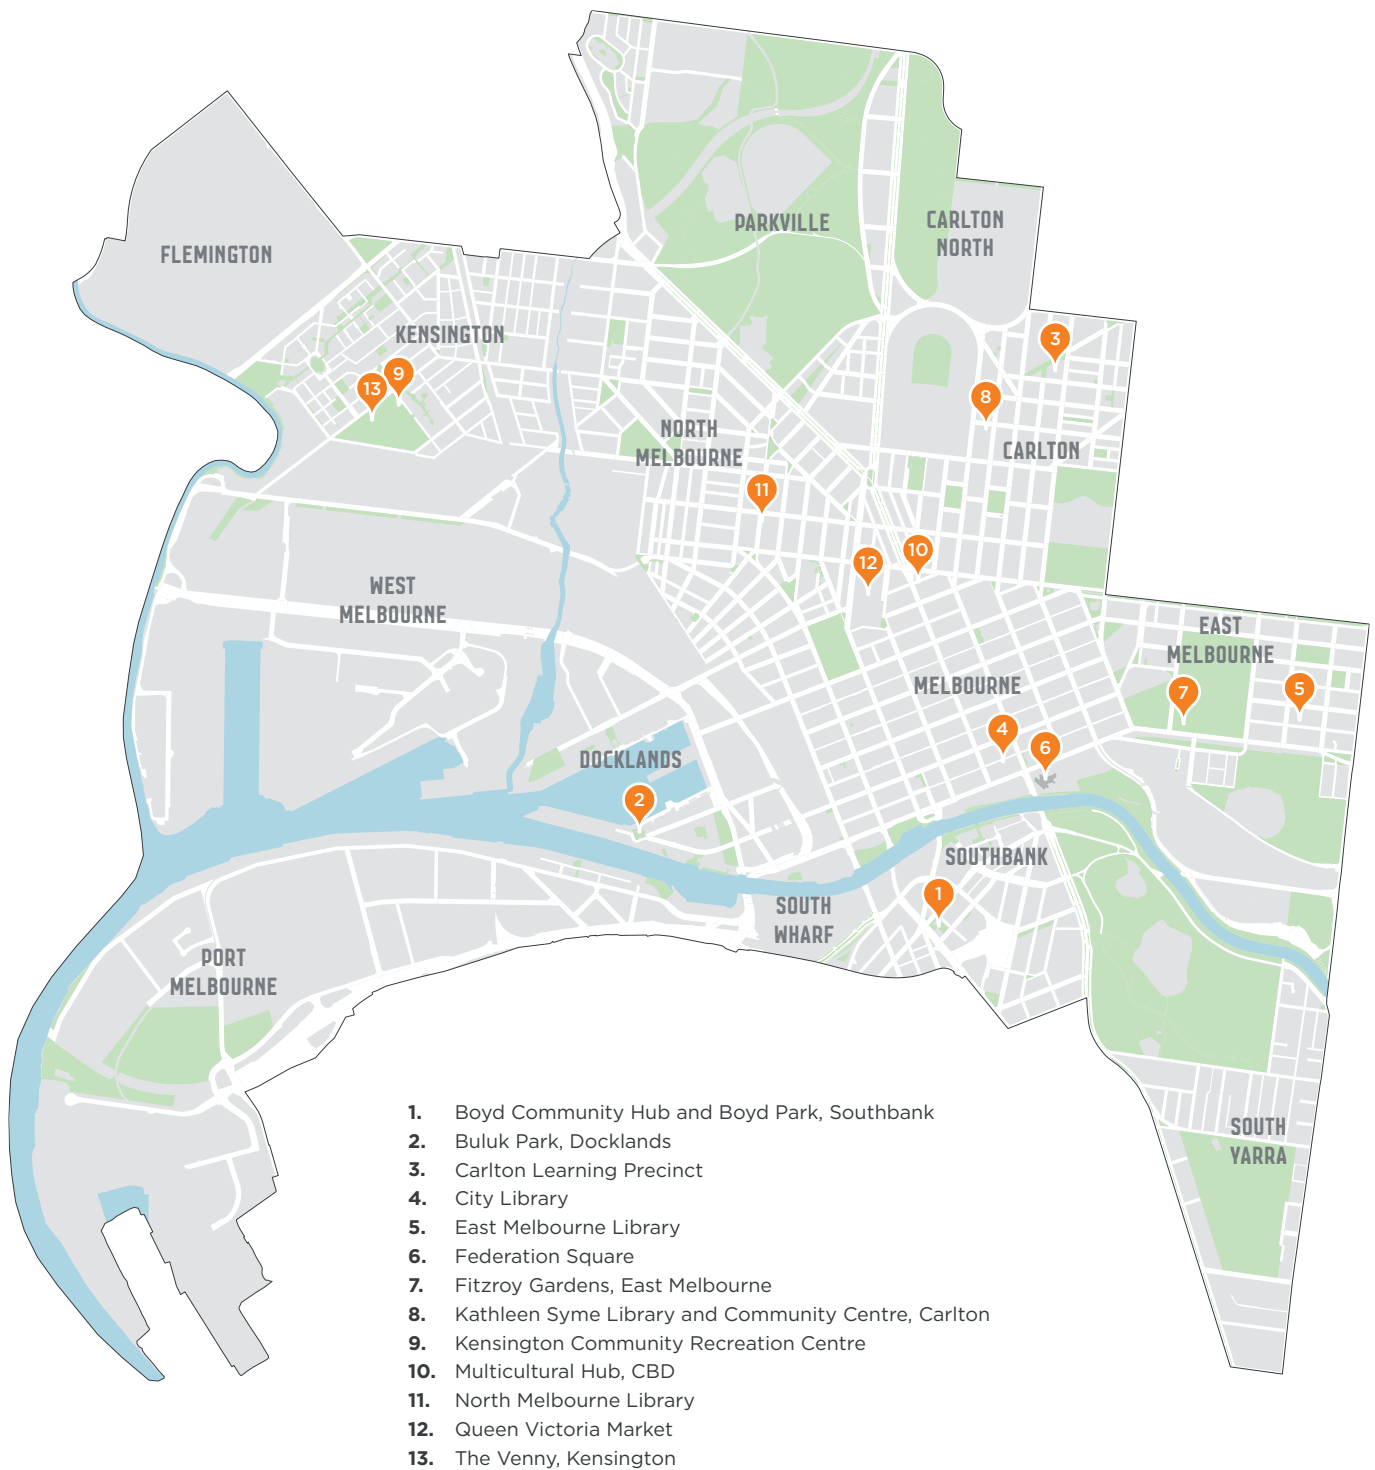 PARKVILLE
CARLTON
NORTH
FLEMINGTON
KENSINGTON
3
9
13
8
NORTH
MELBOURNE
CARLTON
11
10
12
WEST
MELBOURNE
EAST
MELBOURNE
MELBOURNE
7
5
4
6
DOCKLANDS
2
SOUTHBANK
1
SOUTH
WHARF
PORT
MELBOURNE
SOUTH
YARRA
1. Boyd Community Hub and Boyd Park, Southbank
2. Buluk Park, Docklands
3. Carlton Learning Precinct
4. City Library
5. East Melbourne Library
6. Federation Square
7. Fitzroy Gardens, East Melbourne
8. Kathleen Syme Library and Community Centre, Carlton
9. Kensington Community Recreation Centre
10. Multicultural Hub, CBD
11. North Melbourne Library
12. Queen Victoria Market
13. The Venny, Kensington